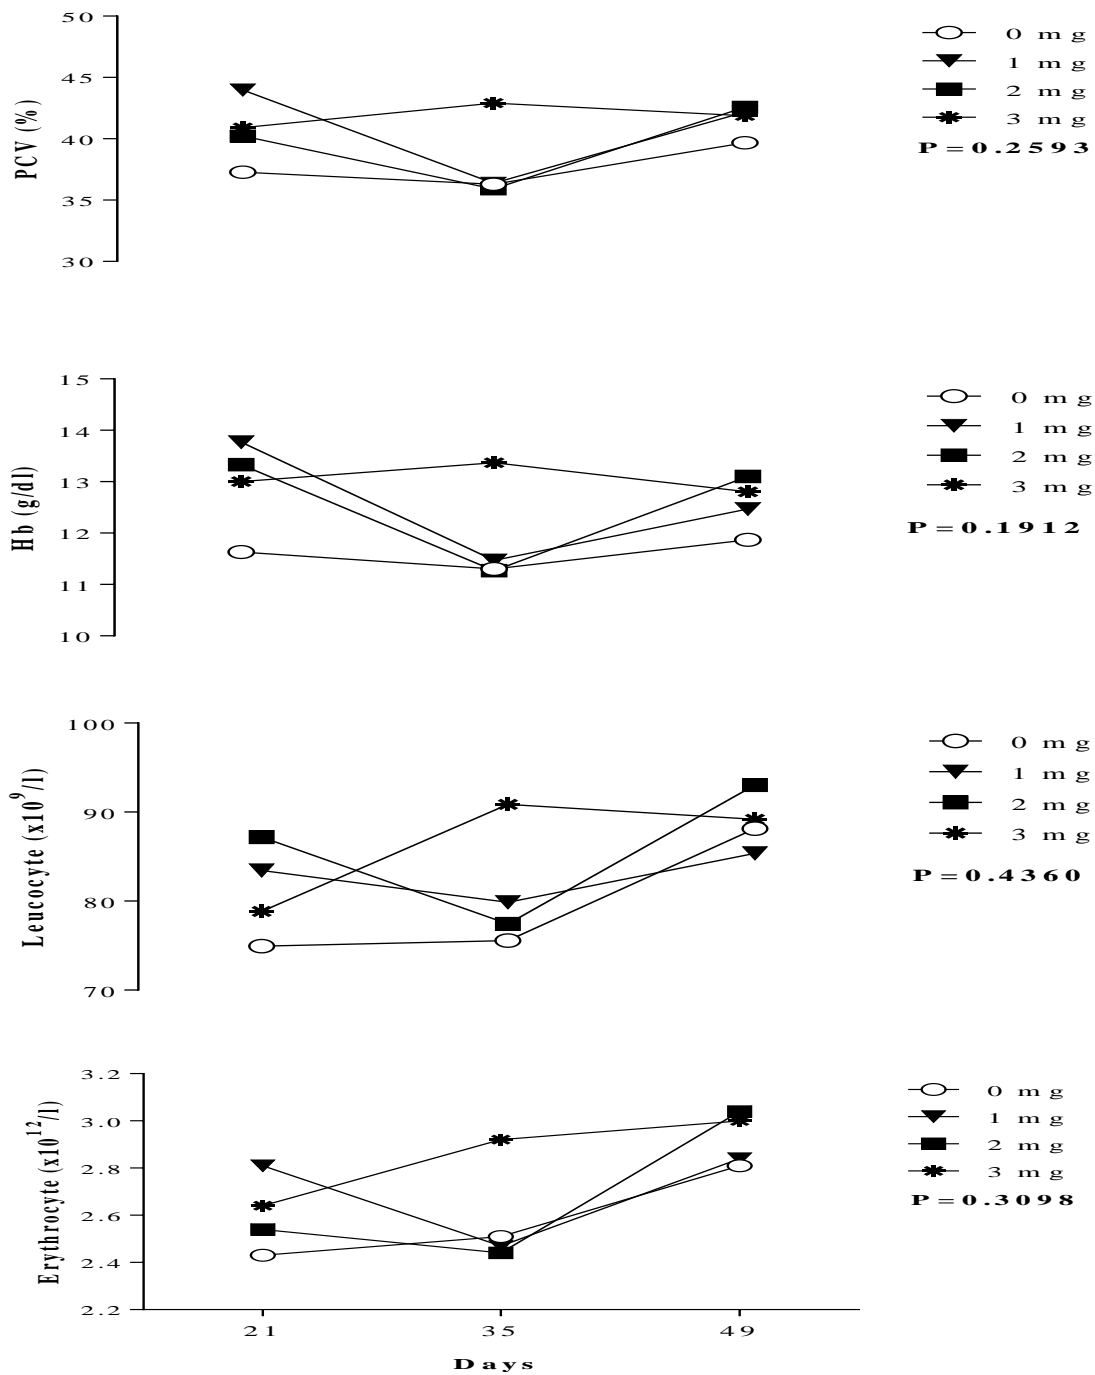 PCV (%)
50
45
40
35
30
0 mg
1 mg
2 mg
3 mg
P=0.2593
Hb (g/dl)
15
14
13
12
11
10
0 mg
1 mg
2 mg
3 mg
P=0.1912
Leucocyte (x10⁹/l)
100
90
80
70
0 mg
1 mg
2 mg
3 mg
P=0.4360
Erythrocyte (x10¹²/l)
3.2
3.0
2.8
2.6
2.4
2.2
0 mg
1 mg
2 mg
3 mg
P=0.3098
21 35 49
Days